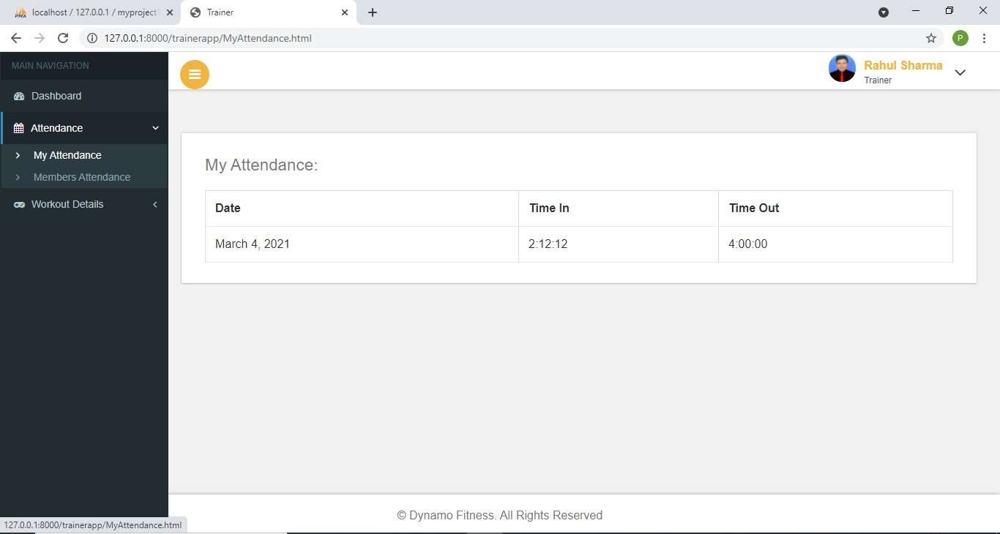 localhost / 127.0.0.1 / myproject
Trainer
127.0.0.1:8000/trainerapp/MyAttendance.html
P
MAIN NAVIGATION
Dashboard
Attendance
My Attendance
Members Attendance
Workout Details
Rahul Sharma
Trainer
My Attendance:
Date Time In Time Out
March 4, 2021 2:12:12 4:00:00
© Dynamo Fitness. All Rights Reserved
127.0.0.1:8000/trainerapp/MyAttendance.html